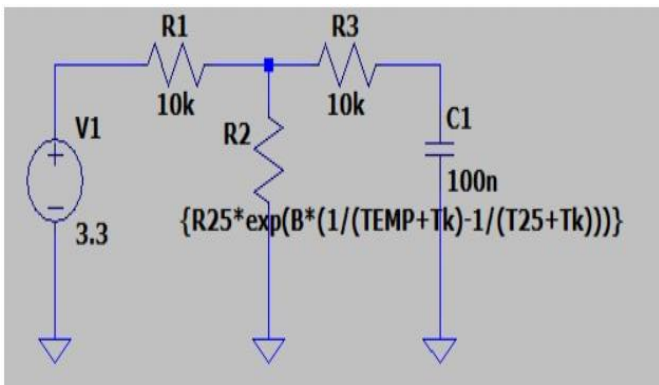 R1
R3
10k
10k
V1
+
−
3.3
R2
C1
100n
{R25*exp(B*(1/(TEMP+Tk)-1/(T25+Tk)))}